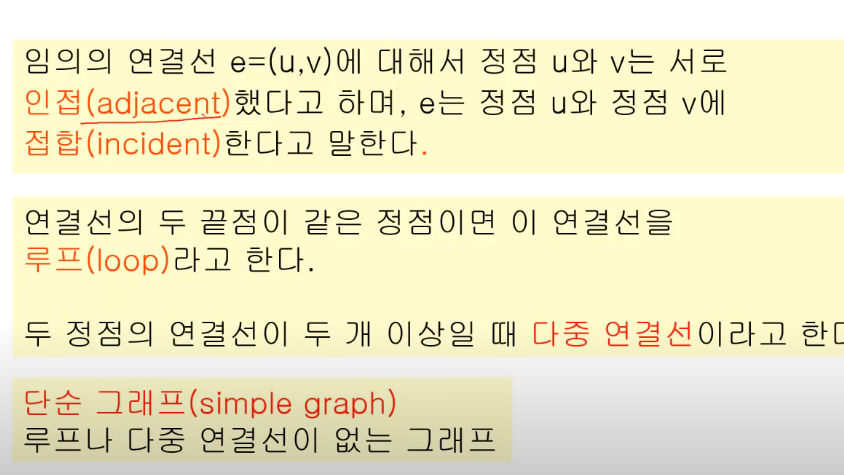 임의의 연결선 e=(u,v)에 대해서 정점 u와 v는 서로
인접(adjacent)했다고 하며, e는 정점 u와 정점 v에
접합(incident)한다고 말한다.
연결선의 두 끝점이 같은 정점이면 이 연결선을
루프(loop)라고 한다.
두 정점의 연결선이 두 개 이상일 때 다중 연결선이라고 한다
단순 그래프(simple graph)
루프나 다중 연결선이 없는 그래프